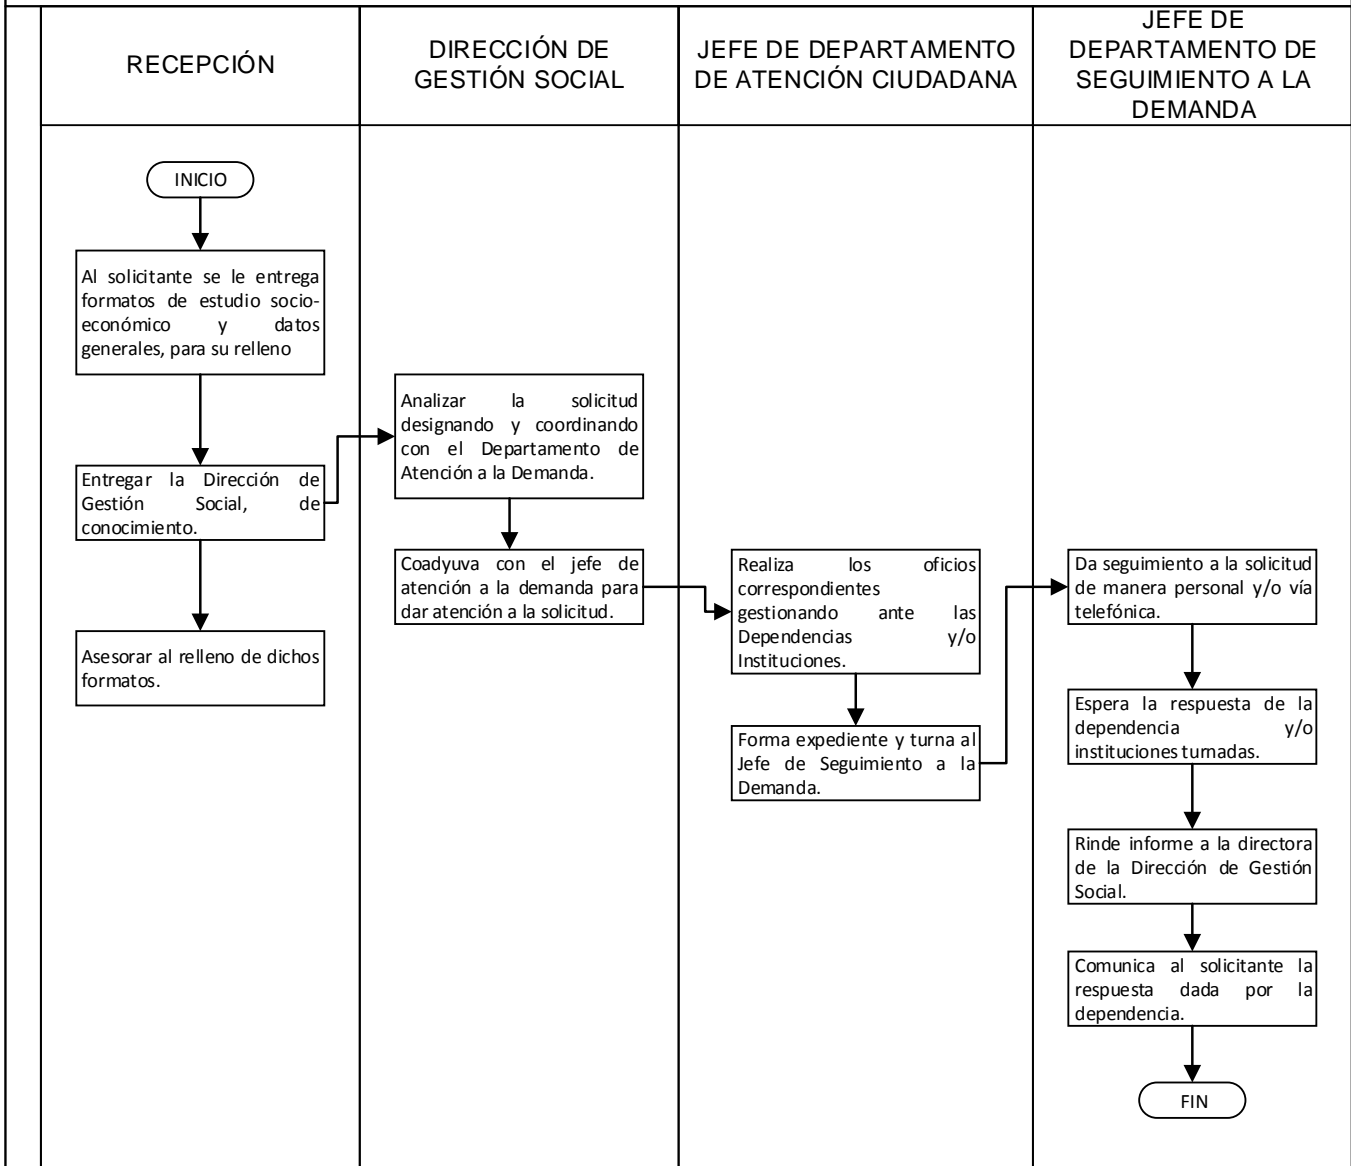 RECEPCIÓN
DIRECCIÓN DE
GESTIÓN SOCIAL
JEFE DE DEPARTAMENTO
DE ATENCIÓN CIUDADANA
JEFE DE
DEPARTAMENTO DE
SEGUIMIENTO A LA
DEMANDA
INICIO
Al solicitante se le entrega
formatos de estudio socio-
económico y datos
generales, para su relleno
Entregar la Dirección de
Gestión Social, de
conocimiento.
Asesorar al relleno de dichos
formatos.
Analizar la solicitud
designando y coordinando
con el Departamento de
Atención a la Demanda.
Coadyuva con el jefe de
atención a la demanda para
dar atención a la solicitud.
Realiza los oficios
correspondientes
gestionando ante las
Dependencias y/o
Instituciones.
Forma expediente y turna al
Jefe de Seguimiento a la
Demanda.
Da seguimiento a la solicitud
de manera personal y/o vía
telefónica.
Espera la respuesta de la
dependencia y/o
instituciones turnadas.
Rinde informe a la directora
de la Dirección de Gestión
Social.
Comunica al solicitante la
respuesta dada por la
dependencia.
FIN